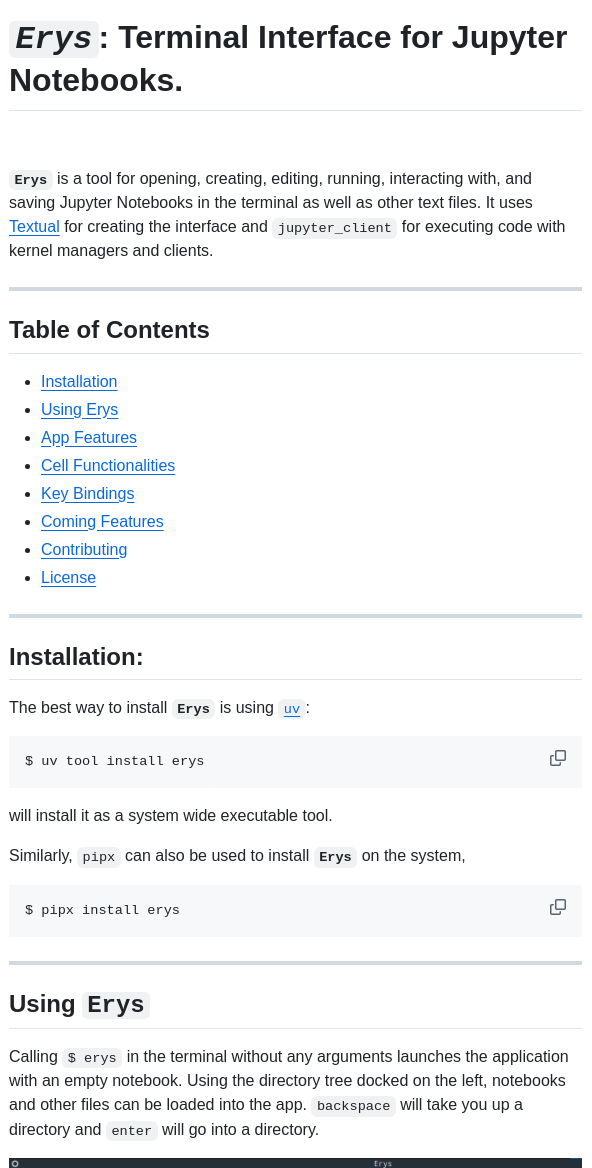 Erys: Terminal Interface for Jupyter
Notebooks.
Erys is a tool for opening, creating, editing, running, interacting with, and
saving Jupyter Notebooks in the terminal as well as other text files. It uses
Textual for creating the interface and jupyter_client for executing code with
kernel managers and clients.
Table of Contents
Installation
Using Erys
App Features
Cell Functionalities
Key Bindings
Coming Features
Contributing
License
Installation:
The best way to install Erys is using uv:
$ uv tool install erys
will install it as a system wide executable tool.
Similarly, pipx can also be used to install Erys on the system,
$ pipx install erys
Using Erys
Calling $ erys in the terminal without any arguments launches the application
with an empty notebook. Using the directory tree docked on the left, notebooks
and other files can be loaded into the app. backspace will take you up a
directory and enter will go into a directory.
Erys